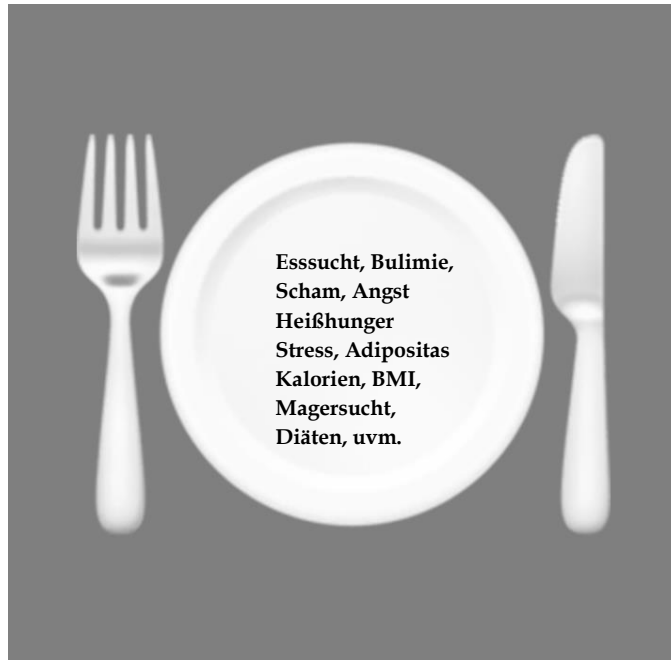 Esssucht, Bulimie,
Scham, Angst
Heißhunger
Stress, Adipositas
Kalorien, BMI,
Magersucht,
Diäten, uvm.